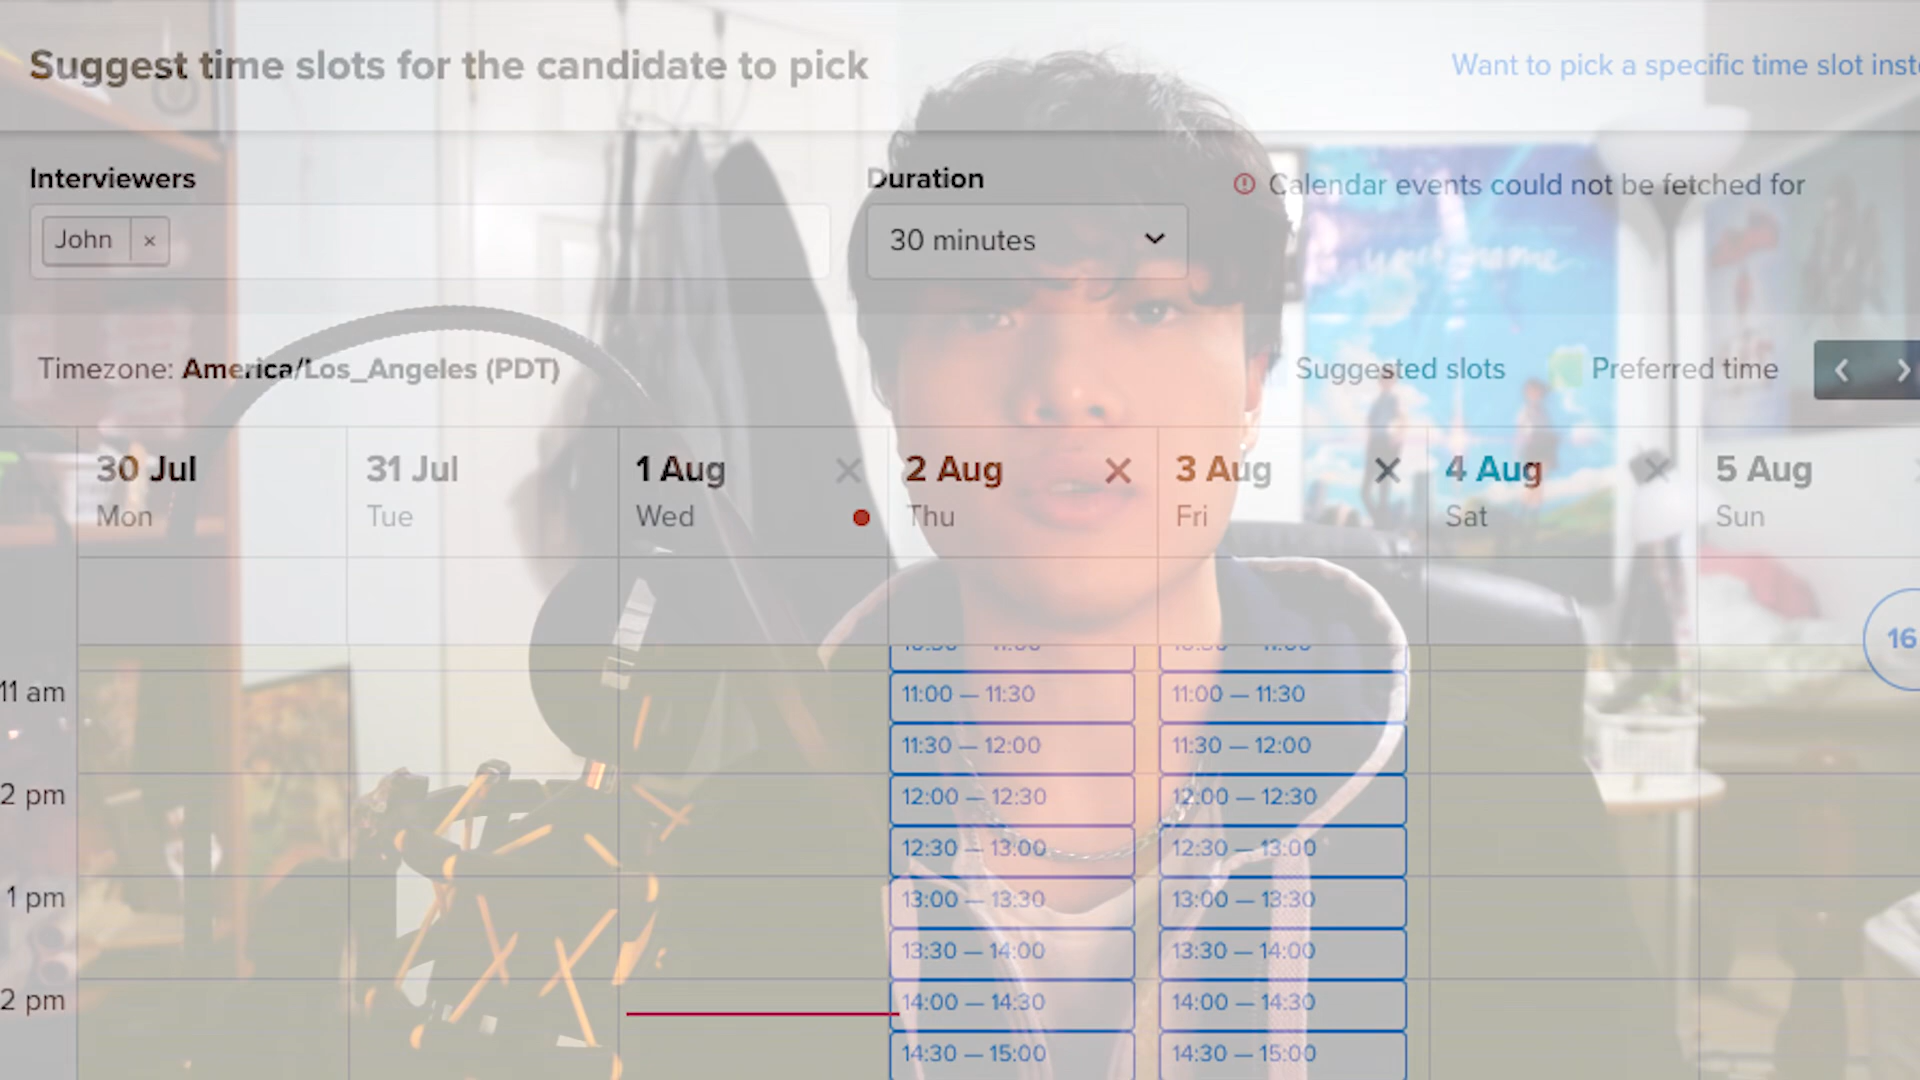 Suggest time slots for the candidate to pick
Want to pick a specific time slot
Interviewers
Duration
Calendar events could not be fetched for
John ×
30 minutes
Timezone: America/Los_Angeles (PDT)
Suggested slots
Preferred time
30 Jul
Mon
31 Jul
Tue
1 Aug
Wed
2 Aug
Thu
3 Aug
Fri
4 Aug
Sat
5 Aug
Sun
16
11 am
2 pm
1 pm
2 pm
11:00 — 11:30
11:30 — 12:00
12:00 — 12:30
12:30 — 13:00
13:00 — 13:30
13:30 — 14:00
14:00 — 14:30
14:30 — 15:00
11:00 — 11:30
11:30 — 12:00
12:00 — 12:30
12:30 — 13:00
13:00 — 13:30
13:30 — 14:00
14:00 — 14:30
14:30 — 15:00
your name